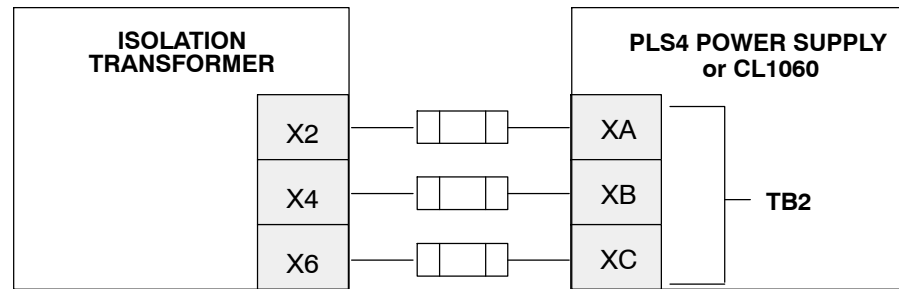 ISOLATION
TRANSFORMER
PLS4 POWER SUPPLY
or CL1060
X2
XA
X4
XB
TB2
X6
XC